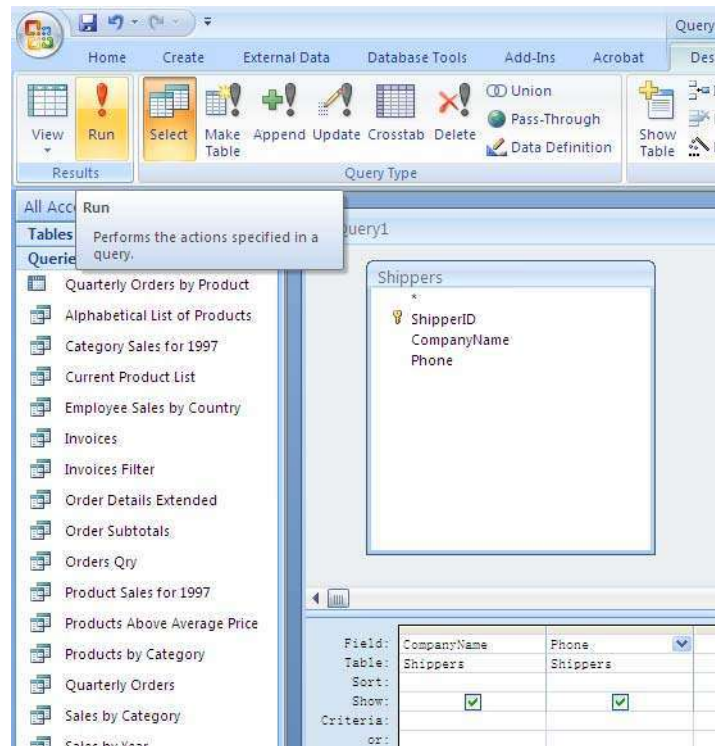 Query
Home Create External Data Database Tools Add-Ins Acrobat Des
View Run Select Make Table Append Update Crosstab Delete Union
Pass-Through
Data Definition
Show Table
Results Query Type
All Acc
Run
Performs the actions specified in a
query.
Tables
Querie
uery1
Quarterly Orders by Product
Alphabetical List of Products
Category Sales for 1997
Current Product List
Employee Sales by Country
Invoices
Invoices Filter
Order Details Extended
Order Subtotals
Orders Qry
Product Sales for 1997
Products Above Average Price
Products by Category
Quarterly Orders
Sales by Category
Sales by Year
Shippers
*
ShipperID
CompanyName
Phone
Field: CompanyName Phone
Table: Shippers Shippers
Sort:
Show:
Criteria:
or: